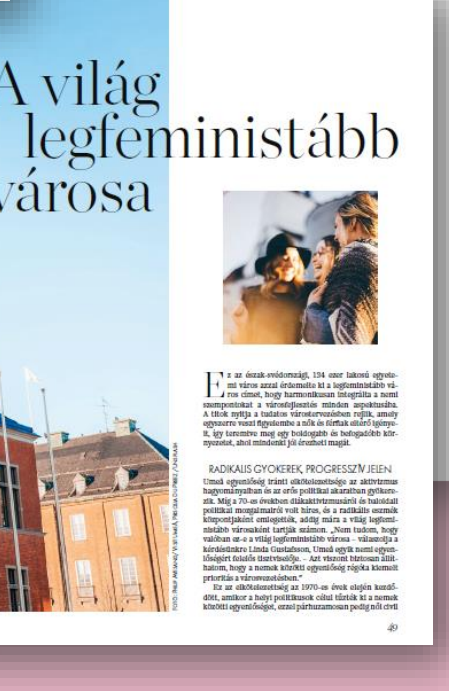 A világ
legfeministább
városa
Ez az észak-svédországi, 134 ezer lakosú egyete-
mi város azzal érdemelte ki a legfeministább vá-
ros címet, hogy harmonikusan integrálta a nemi
szempontokat a városfejlesztés minden aspektusába.
A titok nyitja a tudatos várostervezésben rejlik, amely
egyszerre veszi figyelembe a nők és férfiak eltérő igénye-
it, így teremtve meg egy boldogabb és befogadóbb kör-
nyezetet, ahol mindenki jól érezheti magát.
RADIKÁLIS GYÖKEREK, PROGRESSZÍV JELEN
Umeå egyenlőség iránti elkötelezettsége az aktivizmus
hagyományaiban és az erős politikai akaratban gyökere-
zik. Míg a 70-es években diákaktivizmusáról és baloldali
politikai mozgalmairól volt híres, és a radikális eszmék
központjaként emlegették, addig mára a világ legfemi-
nistább városaként tartják számon. „Nem tudom, hogy
valóban ez-e a világ legfeministább városa – válaszolja a
kérdésünkre Linda Gustafsson, Umeå egyik nemi egyen-
lőségért felelős tisztviselője. – Azt viszont biztosan állít-
hatom, hogy a nemek közötti egyenlőség régóta kiemelt
prioritás a városvezetésben.”
Ez az elkötelezettség az 1970-es évek elején kezdő-
dött, amikor a helyi politikusok célul tűzték ki a nemek
közötti egyenlőséget, ezzel párhuzamosan pedig női civil
49